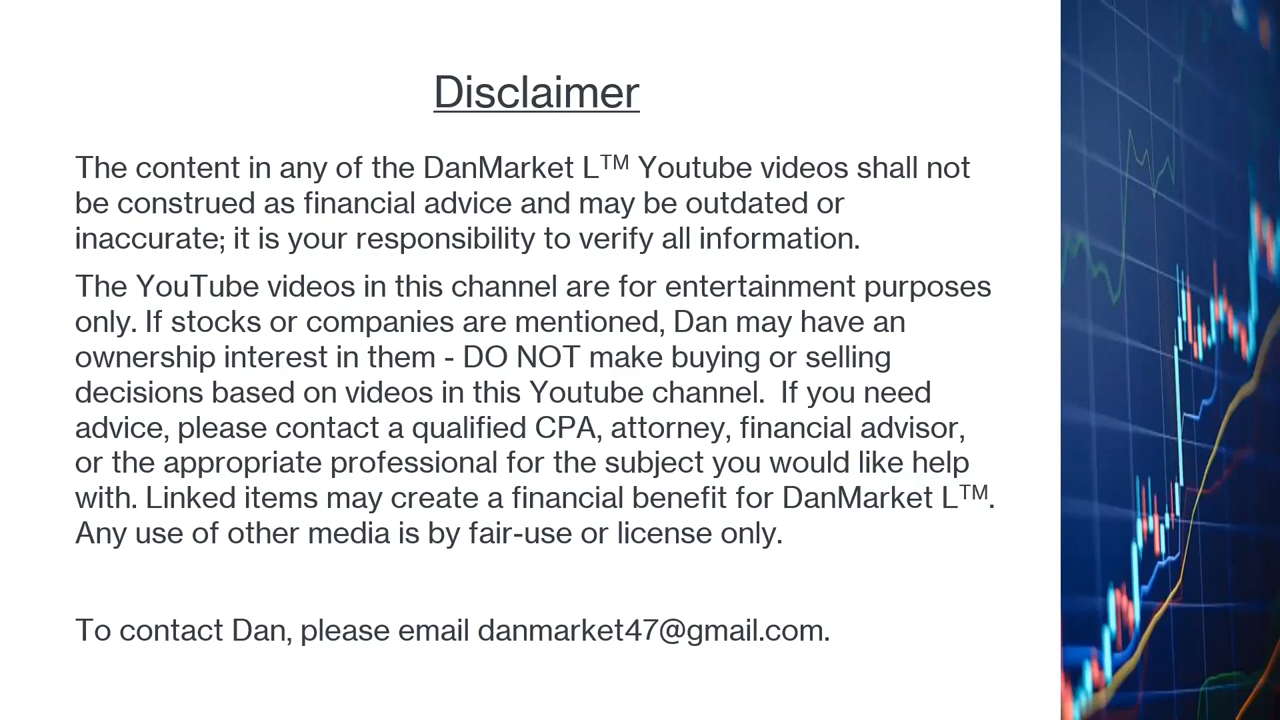 Disclaimer
The content in any of the DanMarket L™ Youtube videos shall not
be construed as financial advice and may be outdated or
inaccurate; it is your responsibility to verify all information.
The YouTube videos in this channel are for entertainment purposes
only. If stocks or companies are mentioned, Dan may have an
ownership interest in them - DO NOT make buying or selling
decisions based on videos in this Youtube channel.  If you need
advice, please contact a qualified CPA, attorney, financial advisor,
or the appropriate professional for the subject you would like help
with. Linked items may create a financial benefit for DanMarket L™.
Any use of other media is by fair-use or license only.
To contact Dan, please email danmarket47@gmail.com.